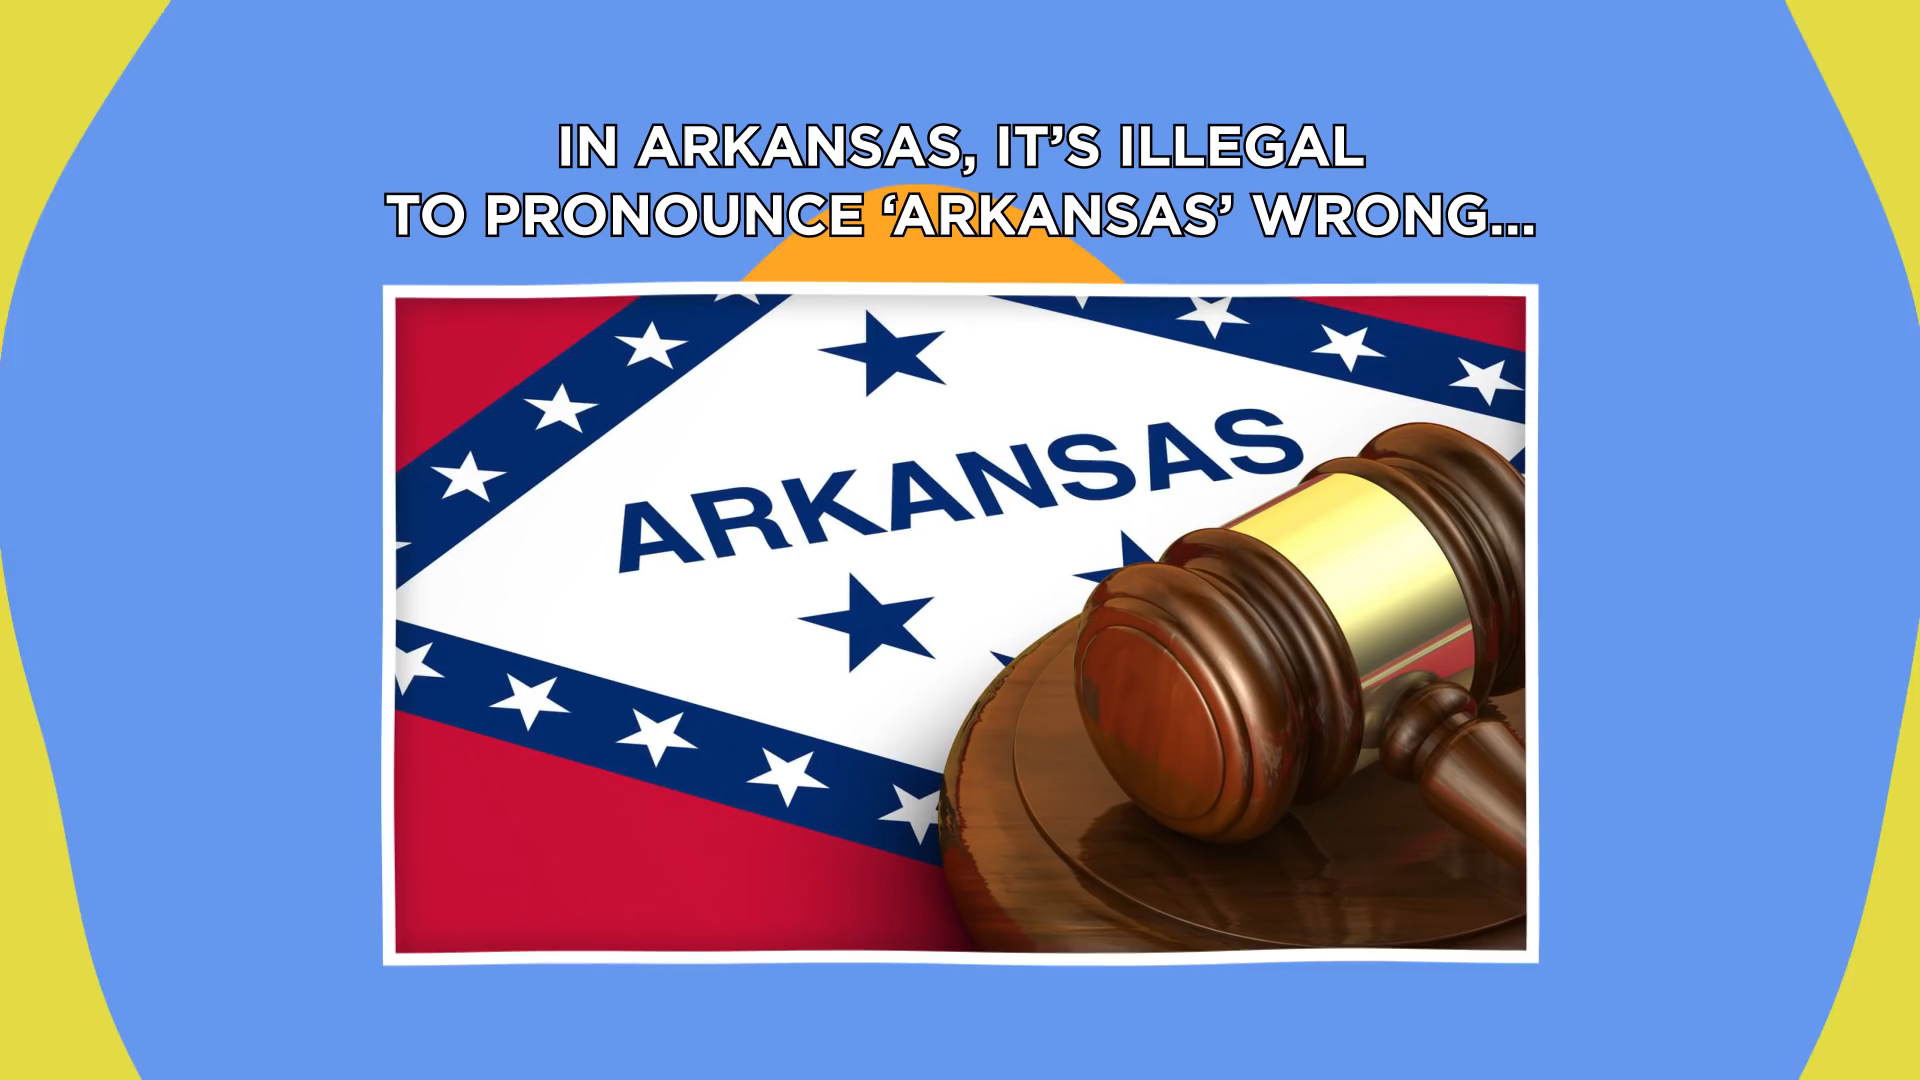 IN ARKANSAS, IT’S ILLEGAL
TO PRONOUNCE ‘ARKANSAS’ WRONG...
ARKANSAS